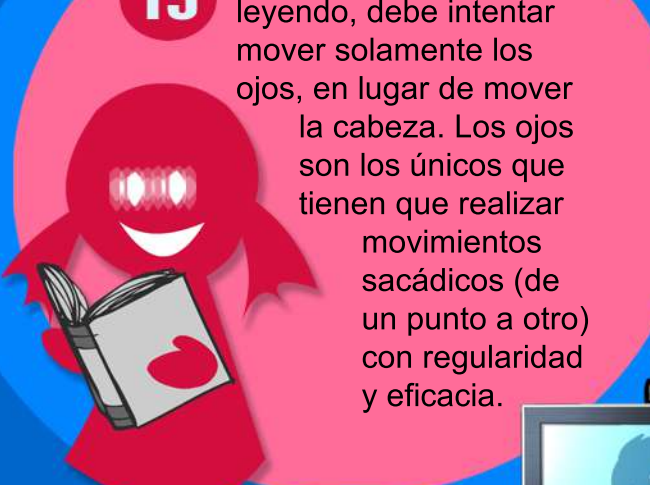 13
leyendo, debe intentar
mover solamente los
ojos, en lugar de mover
la cabeza. Los ojos
son los únicos que
tienen que realizar
movimientos
sacádicos (de
un punto a otro)
con regularidad
y eficacia.